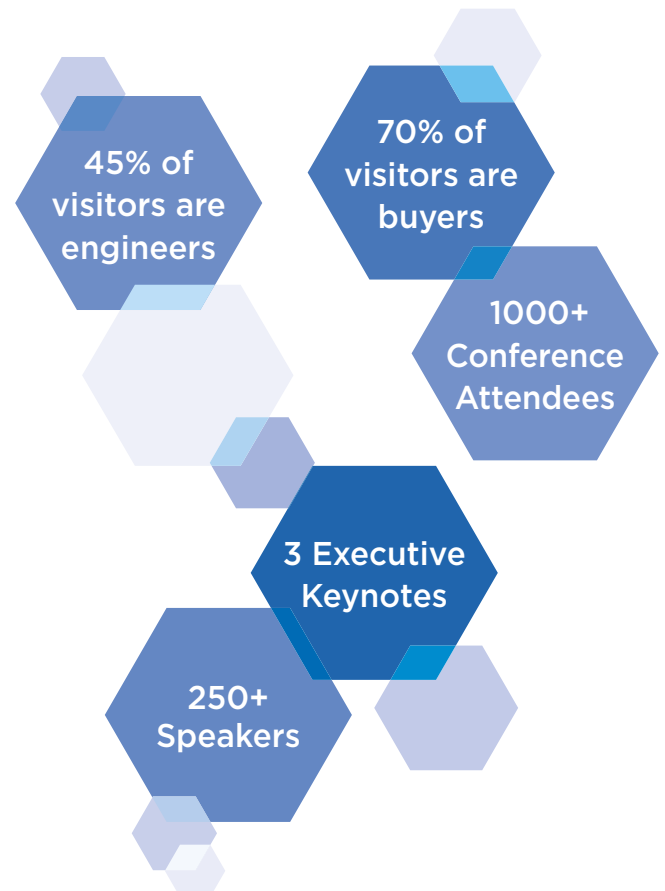 45% of
visitors are
engineers
70% of
visitors are
buyers
1000+
Conference
Attendees
3 Executive
Keynotes
250+
Speakers